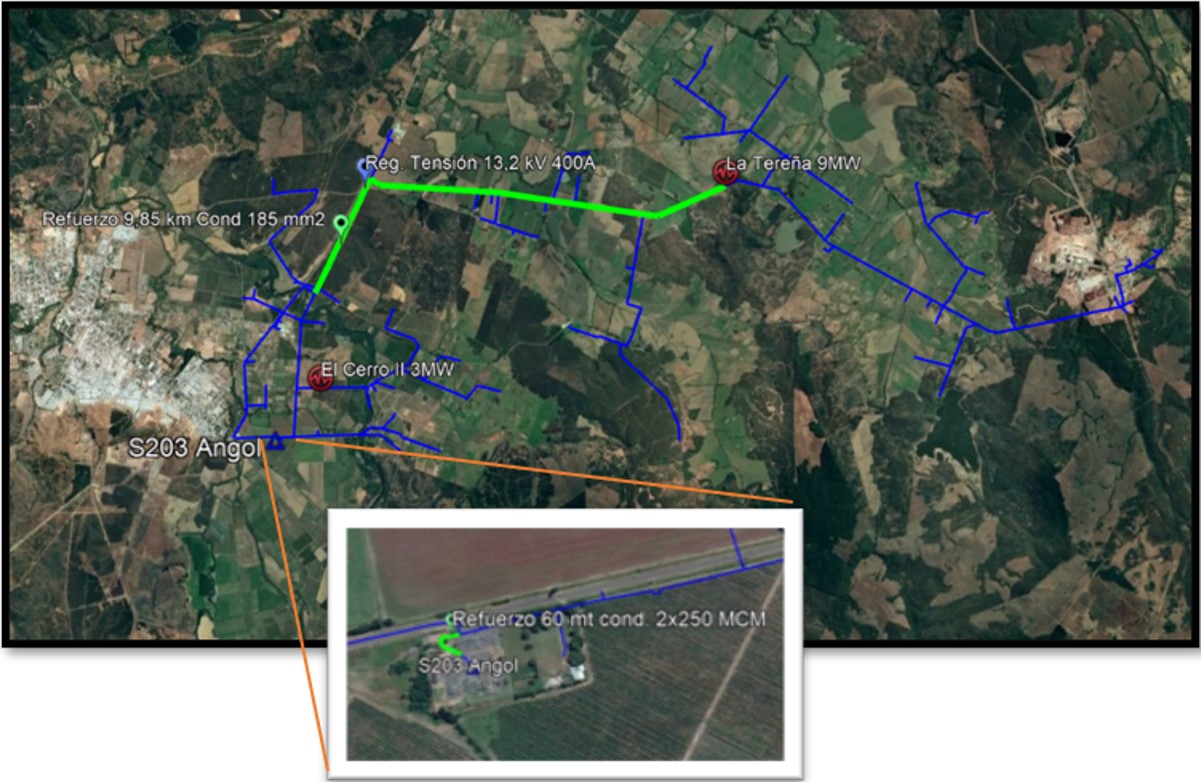 Reg. Tensión 13,2 kV 400A
La Tereña 9MW
Refuerzo 9,85 km Cond 185 mm2
El Cerro II 3MW
S203 Angol
Refuerzo 60 mt cond. 2x250 MCM
S203 Angol